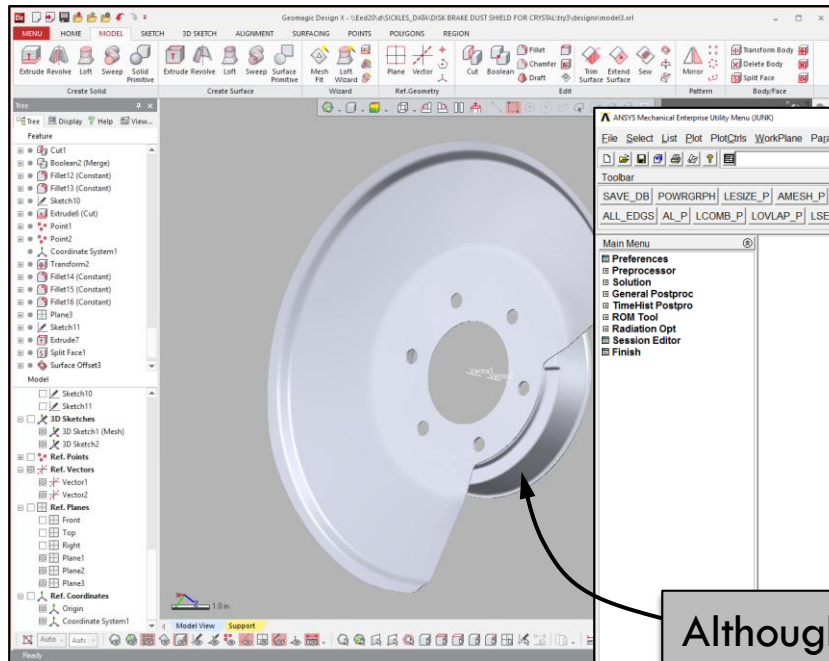 Geomagic Design X - \\Eed20\d\SICKLES_DATA\DISK BRAKE DUST SHIELD FOR CRYSTAL\try3\designx\model3.xrl
MENU HOME MODEL SKETCH 3D SKETCH ALIGNMENT SURFACING POINTS POLYGONS REGION
Extrude Revolve Loft Sweep Solid Primitive
Create Solid
Extrude Revolve Loft Sweep Surface Primitive
Create Surface
Mesh Fit Loft Wizard
Wizard
Plane Vector
Ref.Geometry
Cut Boolean Fillet Chamfer Draft Trim Surface Extend Surface Sew
Edit
Mirror
Pattern
Transform Body
Delete Body
Split Face
Body/Face
Tree
Tree Display Help View...
Feature
Cut1
Boolean2 (Merge)
Fillet12 (Constant)
Fillet13 (Constant)
Sketch10
Extrude6 (Cut)
Point1
Point2
Coordinate System1
Transform2
Fillet14 (Constant)
Fillet15 (Constant)
Fillet16 (Constant)
Plane3
Sketch11
Extrude7
Split Face1
Surface Offset3
Model
Sketch10
Sketch11
3D Sketches
3D Sketch1 (Mesh)
3D Sketch2
Ref. Points
Ref. Vectors
Vector1
Vector2
Ref. Planes
Front
Top
Right
Plane1
Plane2
Plane3
Ref. Coordinates
Origin
Coordinate System1
1.0 in
Model View Support
Auto Auto
Ready
ANSYS Mechanical Enterprise Utility Menu (JUNK)
File Select List Plot PlotCtrls WorkPlane Para
Toolbar
SAVE_DB POWRGRPH LESIZE_P AMESH_P
ALL_EDGS AL_P LCOMB_P LOVLAP_P LSE
Main Menu
Preferences
Preprocessor
Solution
General Postproc
TimeHist Postpro
ROM Tool
Radiation Opt
Session Editor
Finish
Althoug